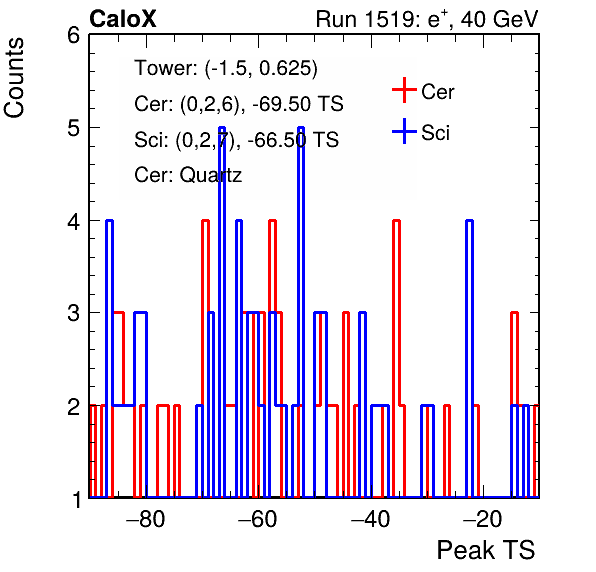 CaloX Run 1519: e+, 40 GeV
Counts
6
5
4
3
2
1
Tower: (-1.5, 0.625)
Cer: (0,2,6), -69.50 TS
Sci: (0,2,7), -66.50 TS
Cer: Quartz
Cer
Sci
−80 −60 −40 −20
Peak TS